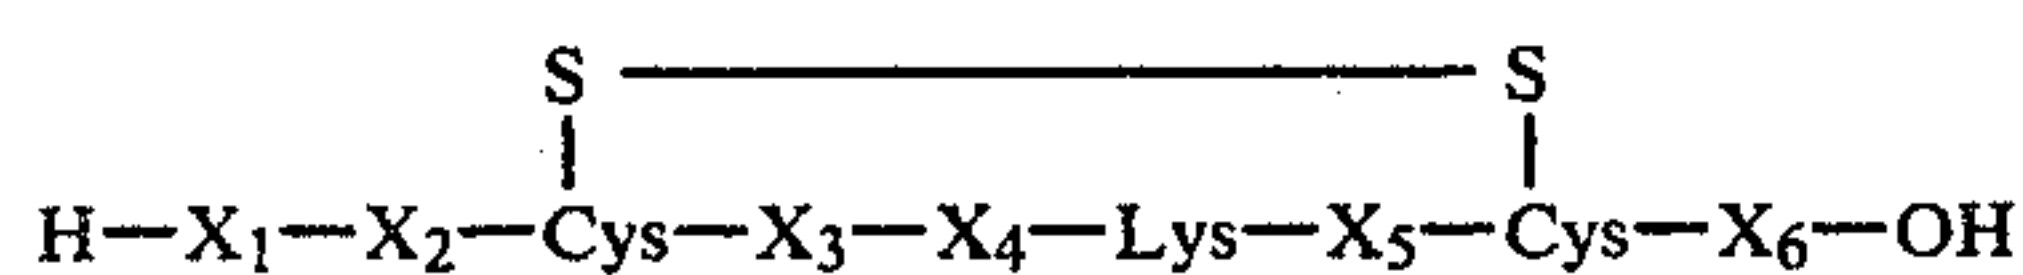 S S
H—X1—X2—Cys—X3—X4—Lys—X5—Cys—X6—OH